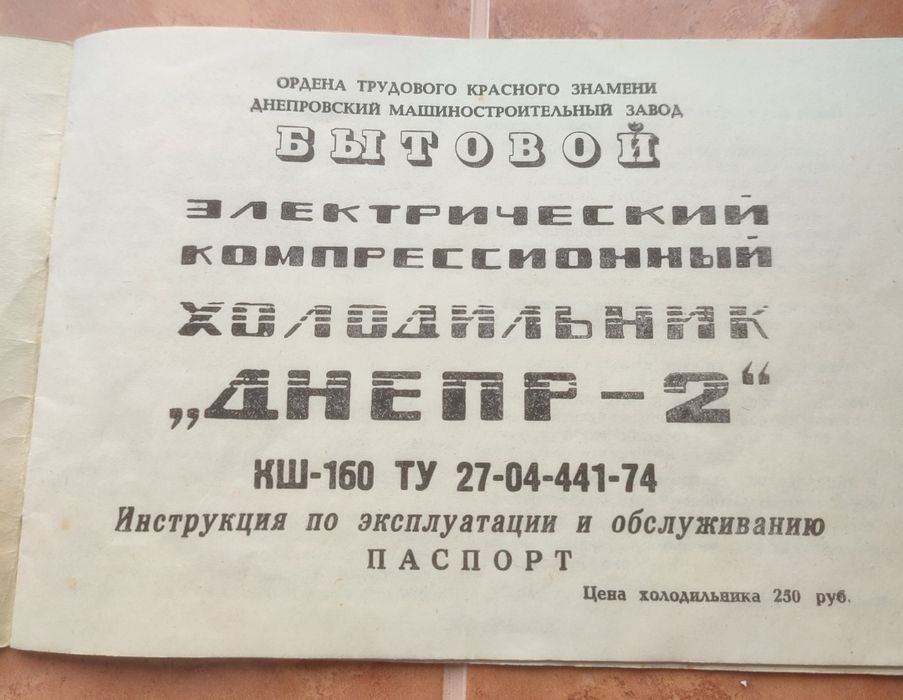 ОРДЕНА ТРУДОВОГО КРАСНОГО ЗНАМЕНИ
ДНЕПРОВСКИЙ МАШИНОСТРОИТЕЛЬНЫЙ ЗАВОД
БЫТОВОЙ
ЭЛЕКТРИЧЕСКИЙ
КОМПРЕССИОННЫЙ
ХОЛОДИЛЬНИК
„ДНЕПР-2“
КШ-160 ТУ 27-04-441-74
Инструкция по эксплуатации и обслуживанию
ПАСПОРТ
Цена холодильника 250 руб.